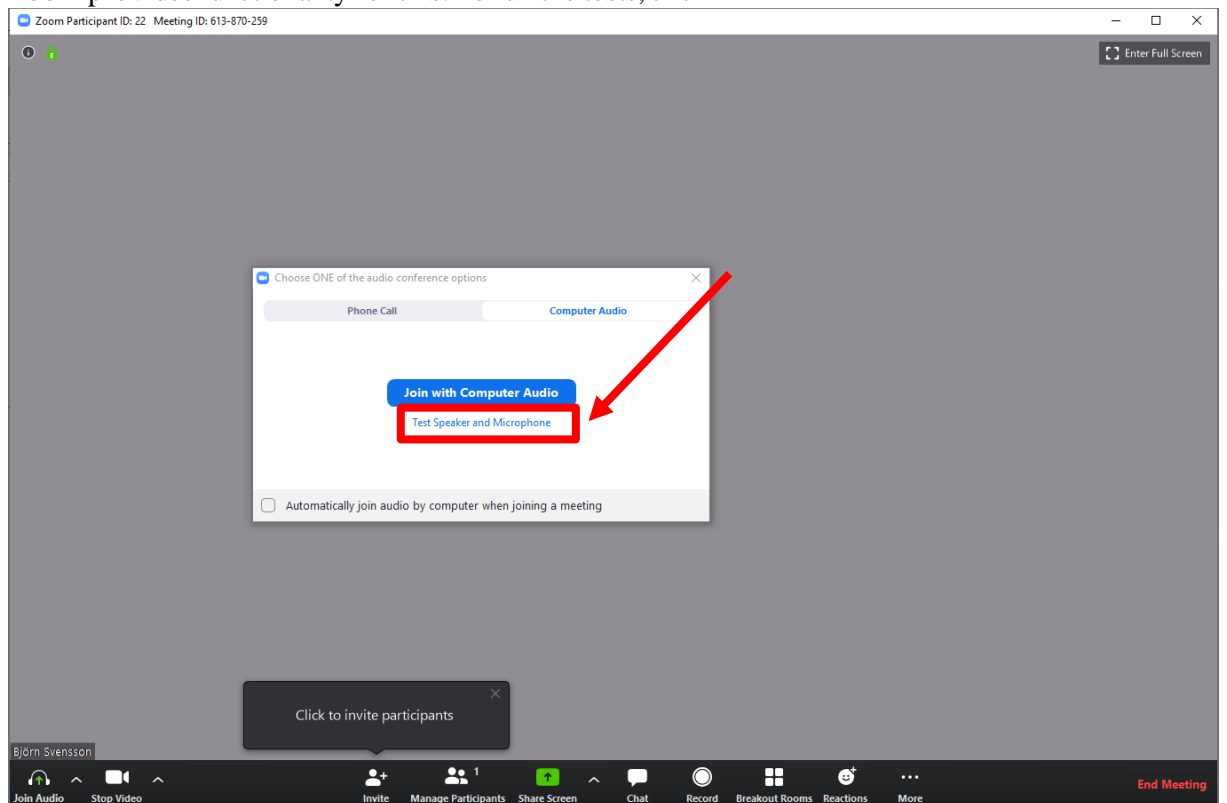 Zoom Participant ID: 22 Meeting ID: 613-870-259
Enter Full Screen
Choose ONE of the audio conference options
Phone Call
Computer Audio
Join with Computer Audio
Test Speaker and Microphone
Automatically join audio by computer when joining a meeting
Click to invite participants
Björn Svensson
Join Audio
Stop Video
Invite
1
Manage Participants
Share Screen
Chat
Record
Breakout Rooms
Reactions
More
End Meeting